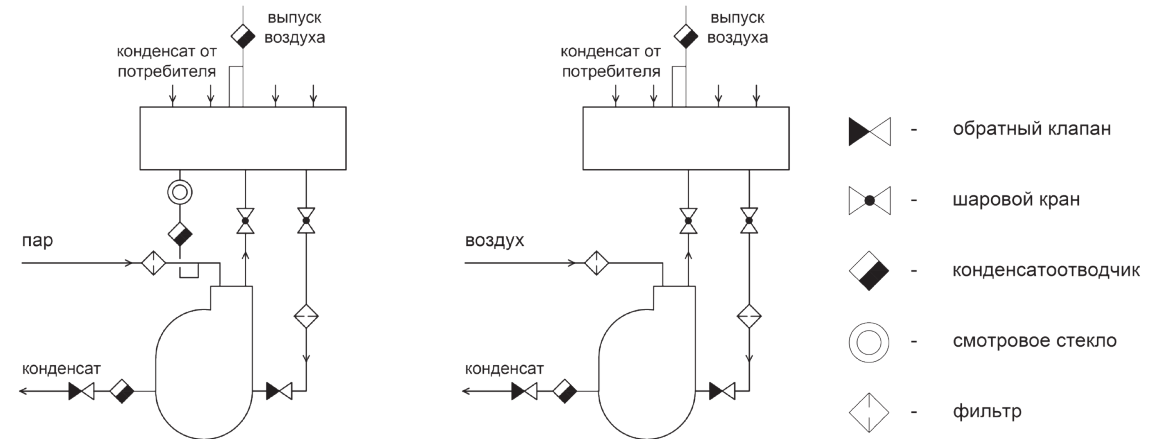 выпуск
воздуха
конденсат от
потребителя
пар
конденсат
выпуск
воздуха
конденсат от
потребителя
воздух
конденсат
- обратный клапан
- шаровой кран
- конденсатоотводчик
- смотровое стекло
- фильтр